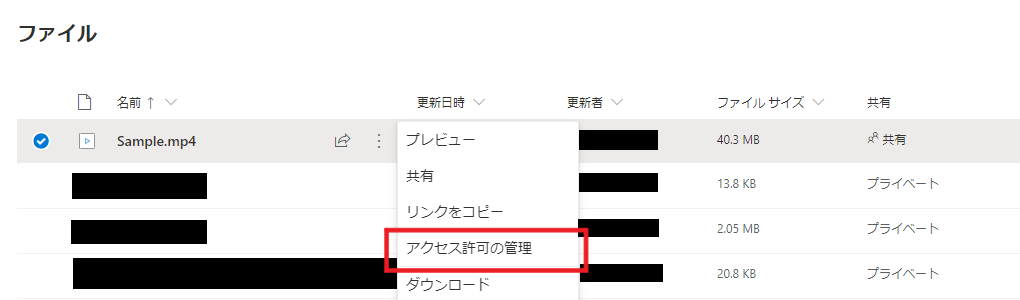 ファイル
名前 ↑ 更新日時 更新者 ファイル サイズ 共有
Sample.mp4 40.3 MB 共有
プレビュー
共有
13.8 KB プライベート
リンクをコピー
2.05 MB プライベート
アクセス許可の管理
20.8 KB プライベート
ダウンロード